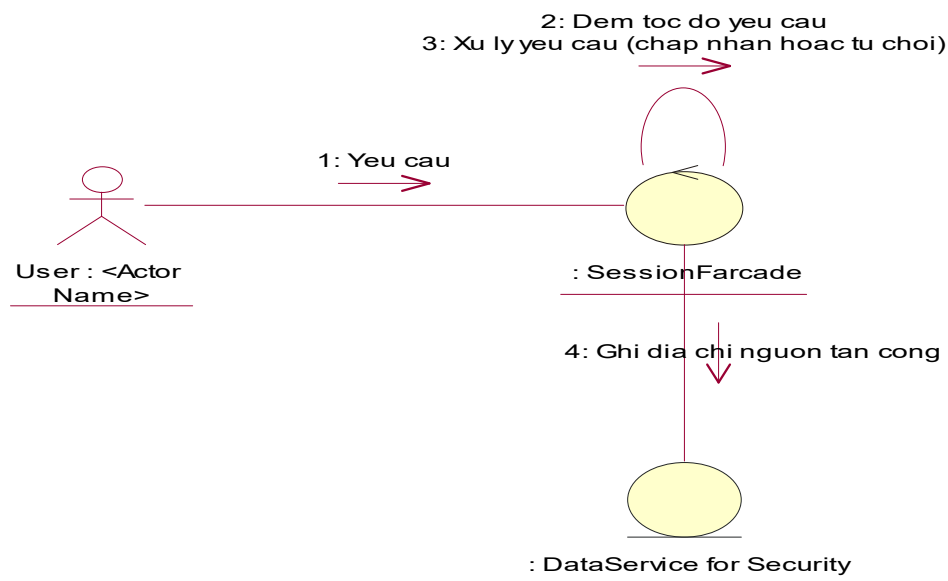 2: Dem toc do yeu cau
3: Xu ly yeu cau (chap nhan hoac tu choi)
1: Yeu cau
User : <Actor
Name>
: SessionFarcade
4: Ghi dia chi nguon tan cong
: DataService for Security